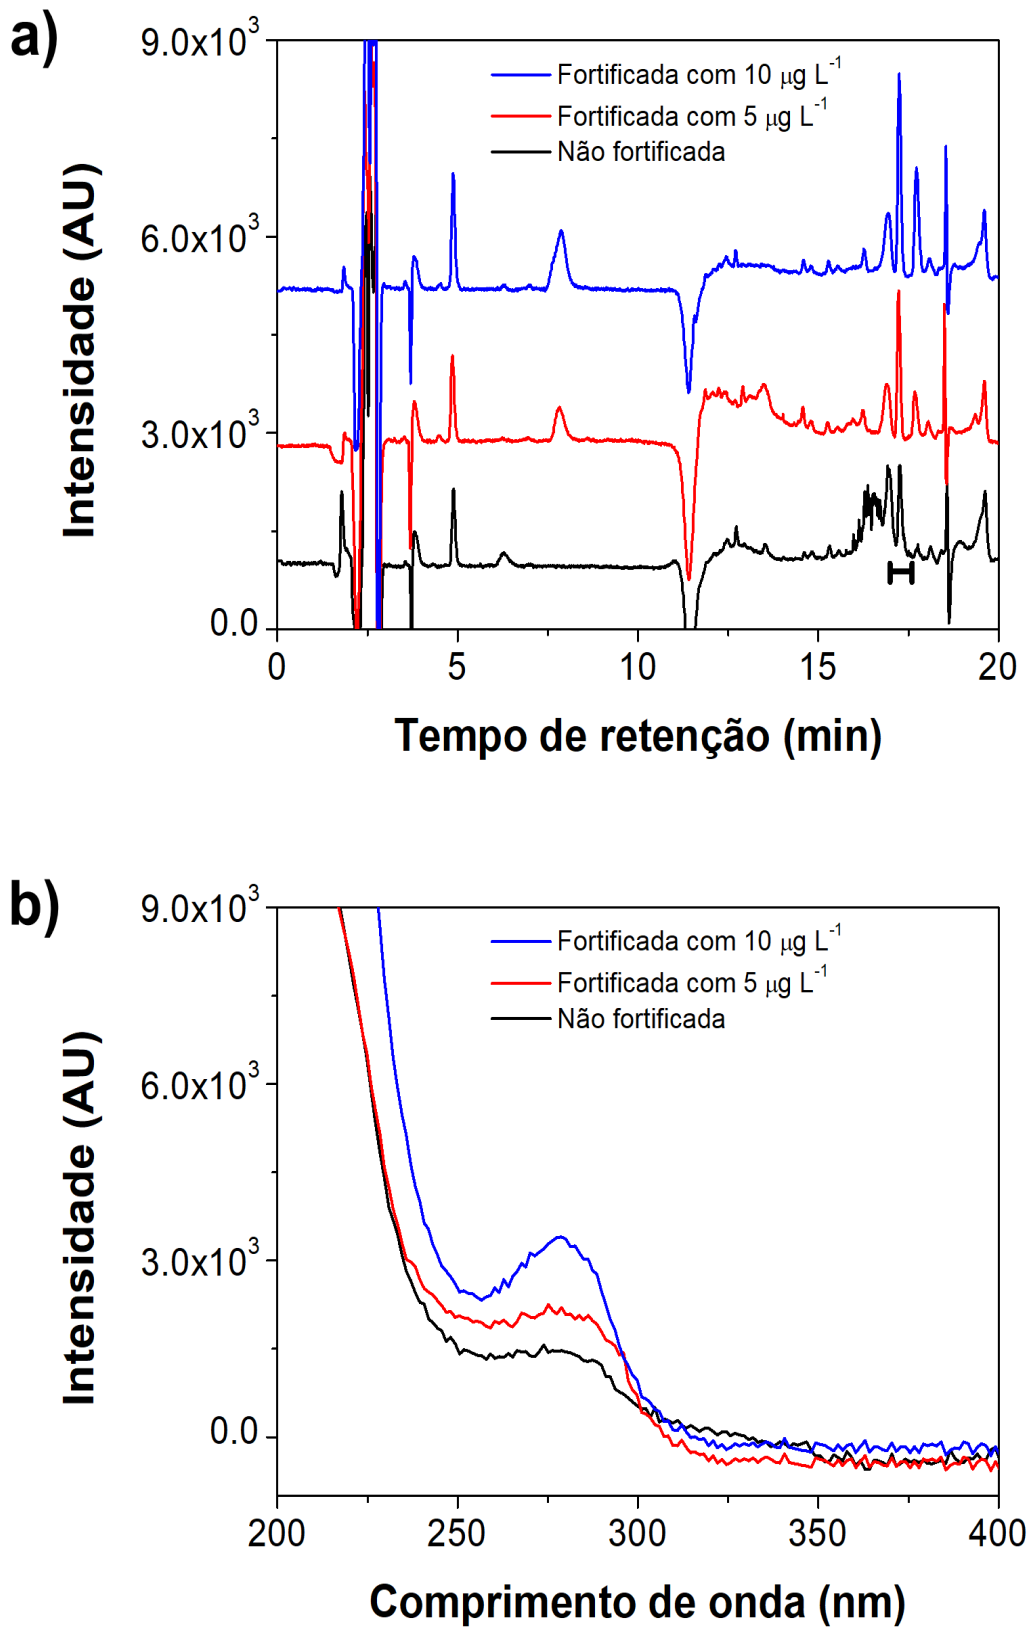 a)
Intensidade (AU)
9.0x10³
6.0x10³
3.0x10³
0.0
Fortificada com 10 µg L⁻¹
Fortificada com 5 µg L⁻¹
Não fortificada
0 5 10 15 20
Tempo de retenção (min)
b)
Intensidade (AU)
9.0x10³
6.0x10³
3.0x10³
0.0
Fortificada com 10 µg L⁻¹
Fortificada com 5 µg L⁻¹
Não fortificada
200 250 300 350 400
Comprimento de onda (nm)